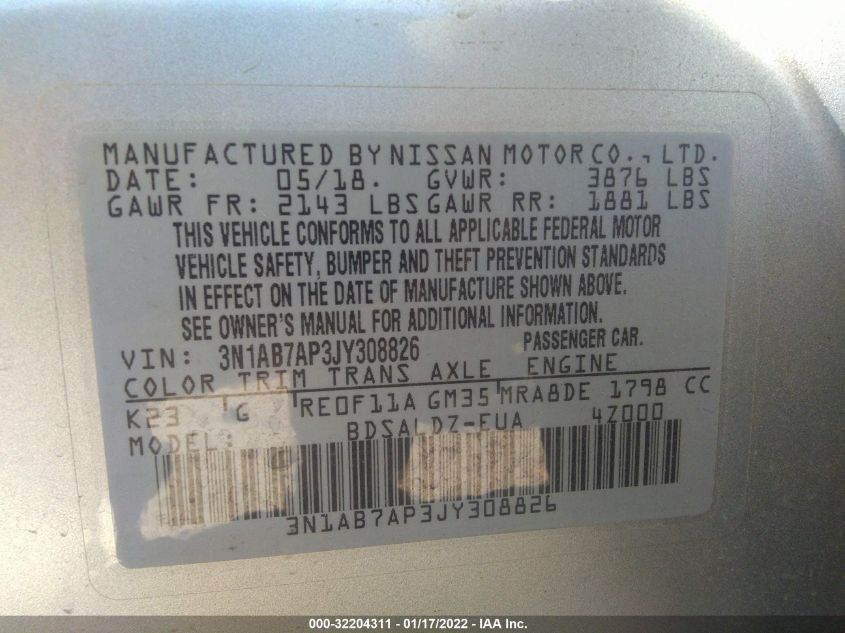 MANUFACTURED BY NISSAN MOTOR CO., LTD.
DATE: 05/18. GVWR: 3876 LBS
GAWR FR: 2143 LBS GAWR RR: 1881 LBS
THIS VEHICLE CONFORMS TO ALL APPLICABLE FEDERAL MOTOR
VEHICLE SAFETY, BUMPER AND THEFT PREVENTION STANDARDS
IN EFFECT ON THE DATE OF MANUFACTURE SHOWN ABOVE.
SEE OWNER'S MANUAL FOR ADDITIONAL INFORMATION.
VIN: 3N1AB7AP3JY308826 PASSENGER CAR.
COLOR TRIM TRANS AXLE ENGINE
K23 G RE0F11A GM35 MRA8DE 1798 CC
MODEL: BDSALDZ-EUA 4Z000
3N1AB7AP3JY308826
000-32204311 - 01/17/2022 - IAA Inc.